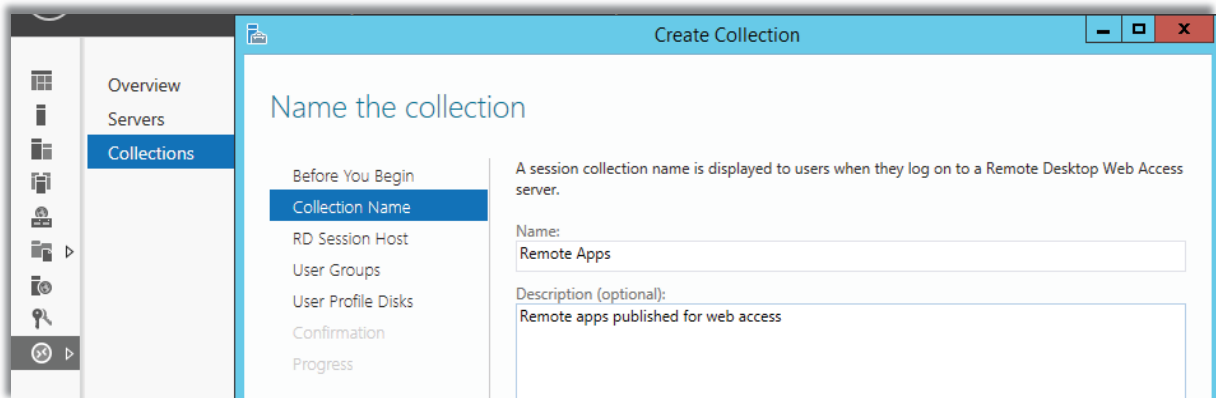 Create Collection
Overview
Servers
Collections
Name the collection
Before You Begin
Collection Name
RD Session Host
User Groups
User Profile Disks
Confirmation
Progress
A session collection name is displayed to users when they log on to a Remote Desktop Web Access
server.
Name:
Remote Apps
Description (optional):
Remote apps published for web access